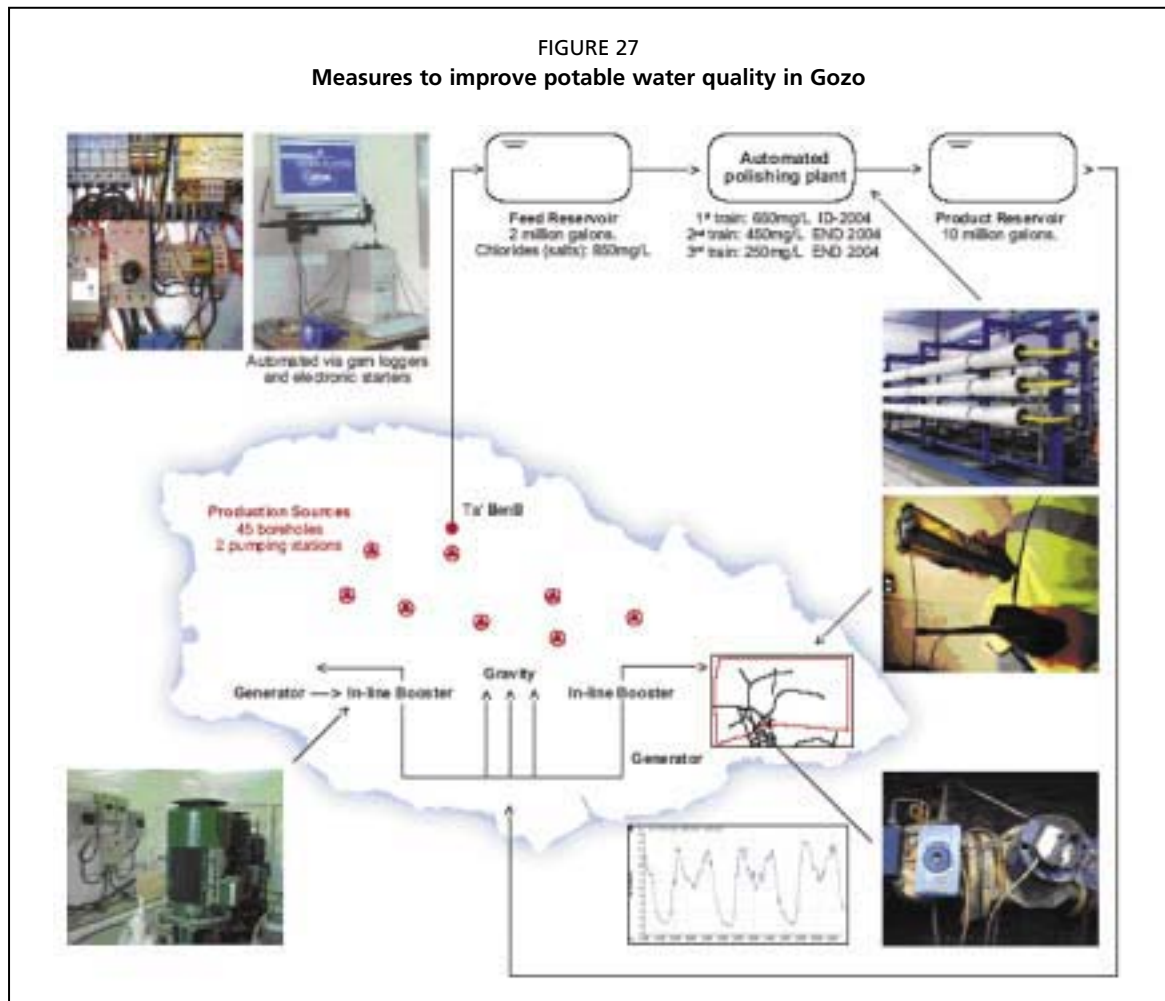 FIGURE 27
Measures to improve potable water quality in Gozo
Automated via gsm loggers
and electronic starters
Feed Reservoir
2 million galons.
Chlorides (salts): 850mg/L
Automated
polishing plant
1st train: 650mg/L ID-2004
2nd train: 450mg/L END 2004
3rd train: 250mg/L END 2004
Product Reservoir
10 million galons.
Production Sources
45 boreholes
2 pumping stations
Ta'
Gravity
Generator
In-line Booster
In-line Booster
Generator